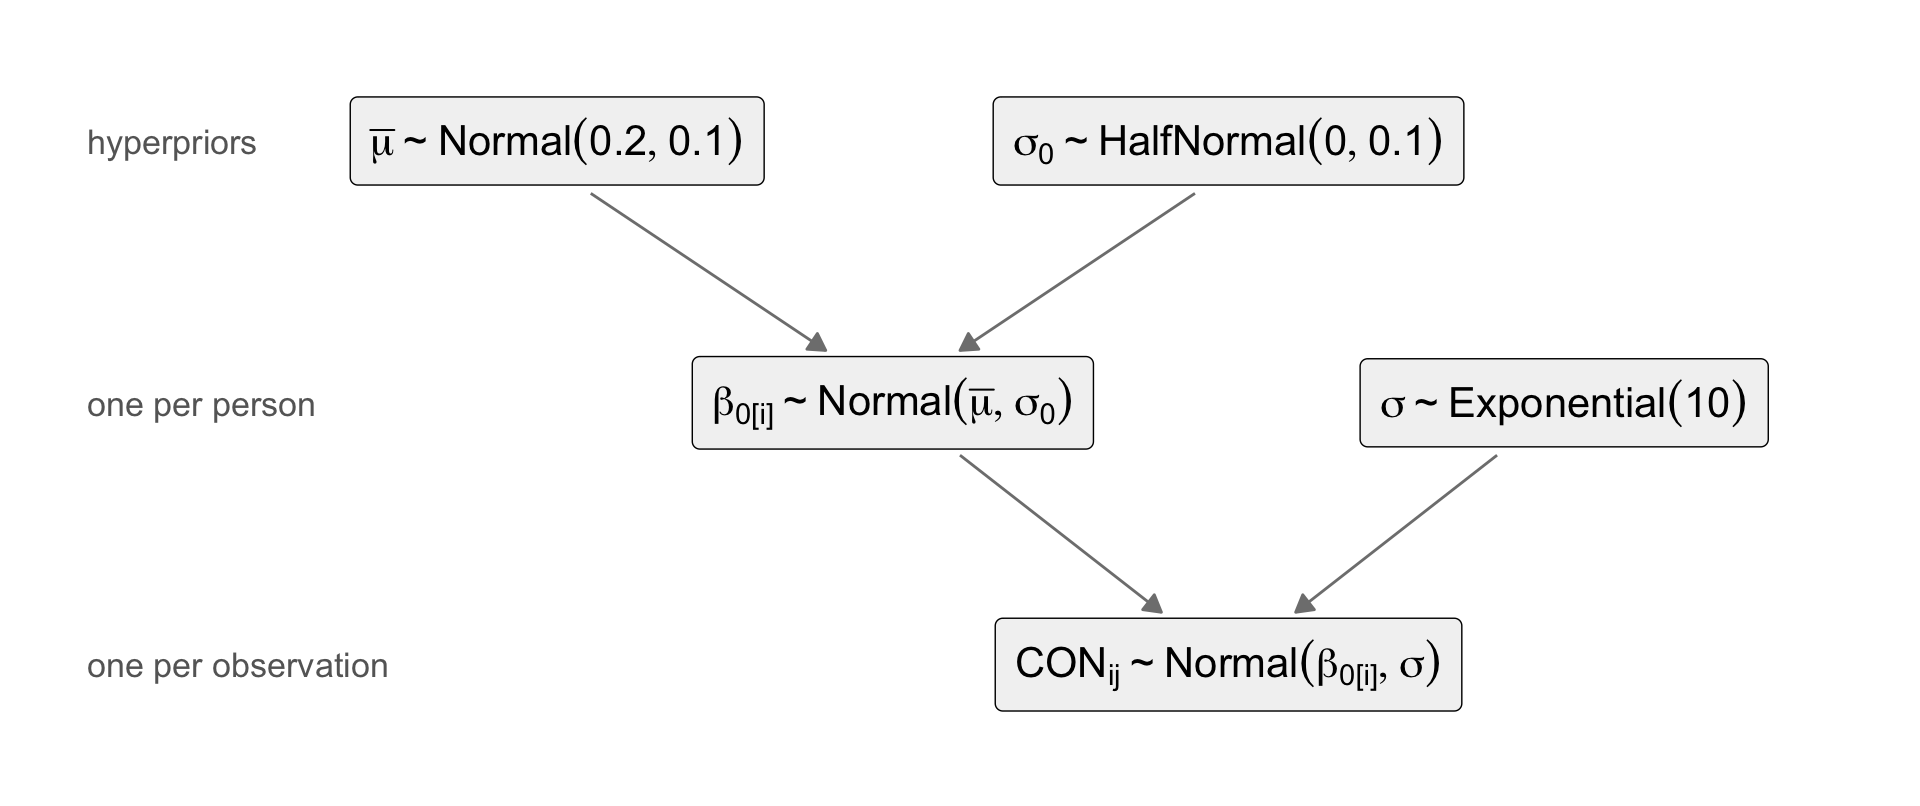 hyperpriors
μ̅ ~ Normal(0.2, 0.1)
σ₀ ~ HalfNormal(0, 0.1)
one per person
β₀[i] ~ Normal(μ̅, σ₀)
σ ~ Exponential(10)
one per observation
CONij ~ Normal(β₀[i], σ)